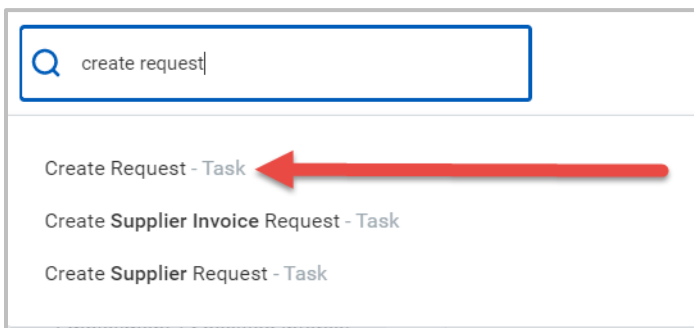 create request
Create Request - Task
Create Supplier Invoice Request - Task
Create Supplier Request - Task